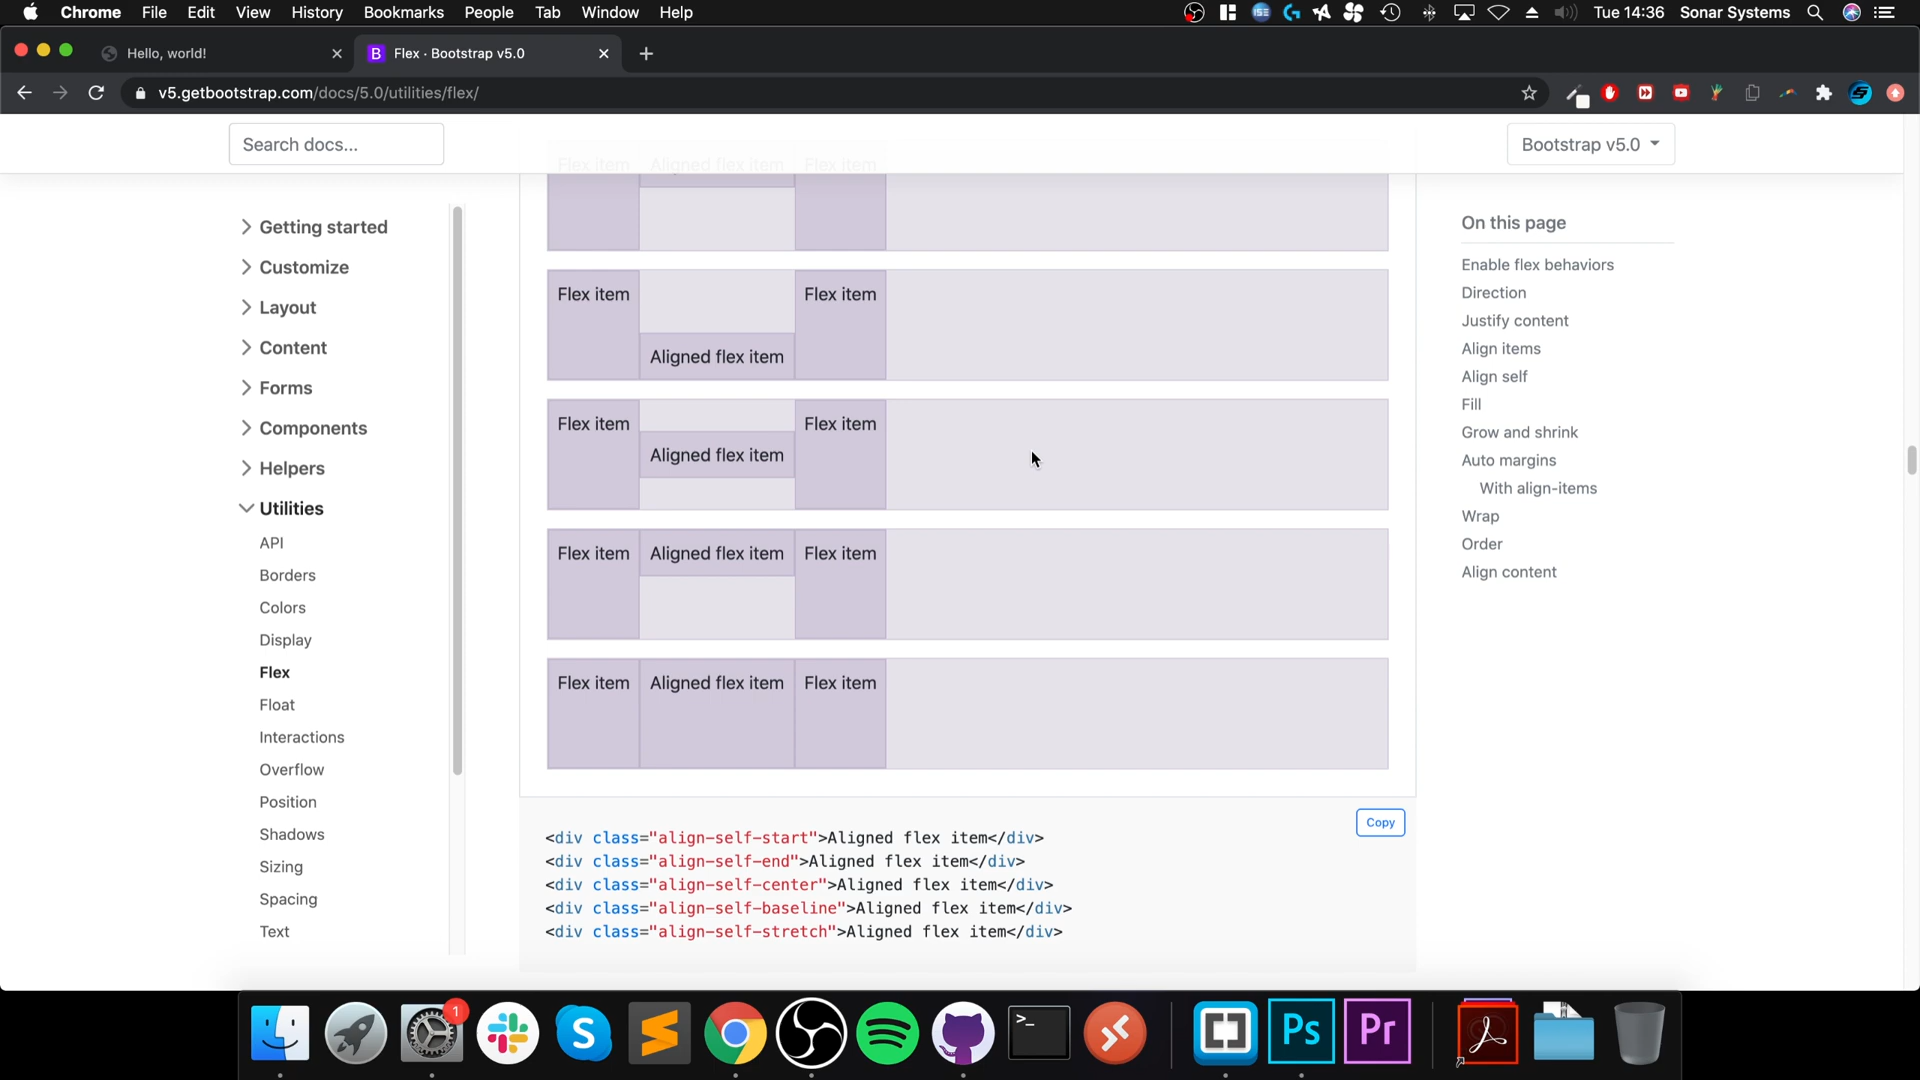 Chrome File Edit View History Bookmarks People Tab Window Help
Tue 14:36 Sonar Systems
Hello, world!
Flex · Bootstrap v5.0
v5.getbootstrap.com/docs/5.0/utilities/flex/
Search docs...
Bootstrap v5.0
Getting started
Customize
Layout
Content
Forms
Components
Helpers
Utilities
API
Borders
Colors
Display
Flex
Float
Interactions
Overflow
Position
Shadows
Sizing
Spacing
Text
Flex item Aligned flex item Flex item
Flex item Aligned flex item Flex item
Flex item Aligned flex item Flex item
Flex item Aligned flex item Flex item
Flex item Aligned flex item Flex item
Copy
<div class="align-self-start">Aligned flex item</div>
<div class="align-self-end">Aligned flex item</div>
<div class="align-self-center">Aligned flex item</div>
<div class="align-self-baseline">Aligned flex item</div>
<div class="align-self-stretch">Aligned flex item</div>
On this page
Enable flex behaviors
Direction
Justify content
Align items
Align self
Fill
Grow and shrink
Auto margins
With align-items
Wrap
Order
Align content
1
Ps
Pr